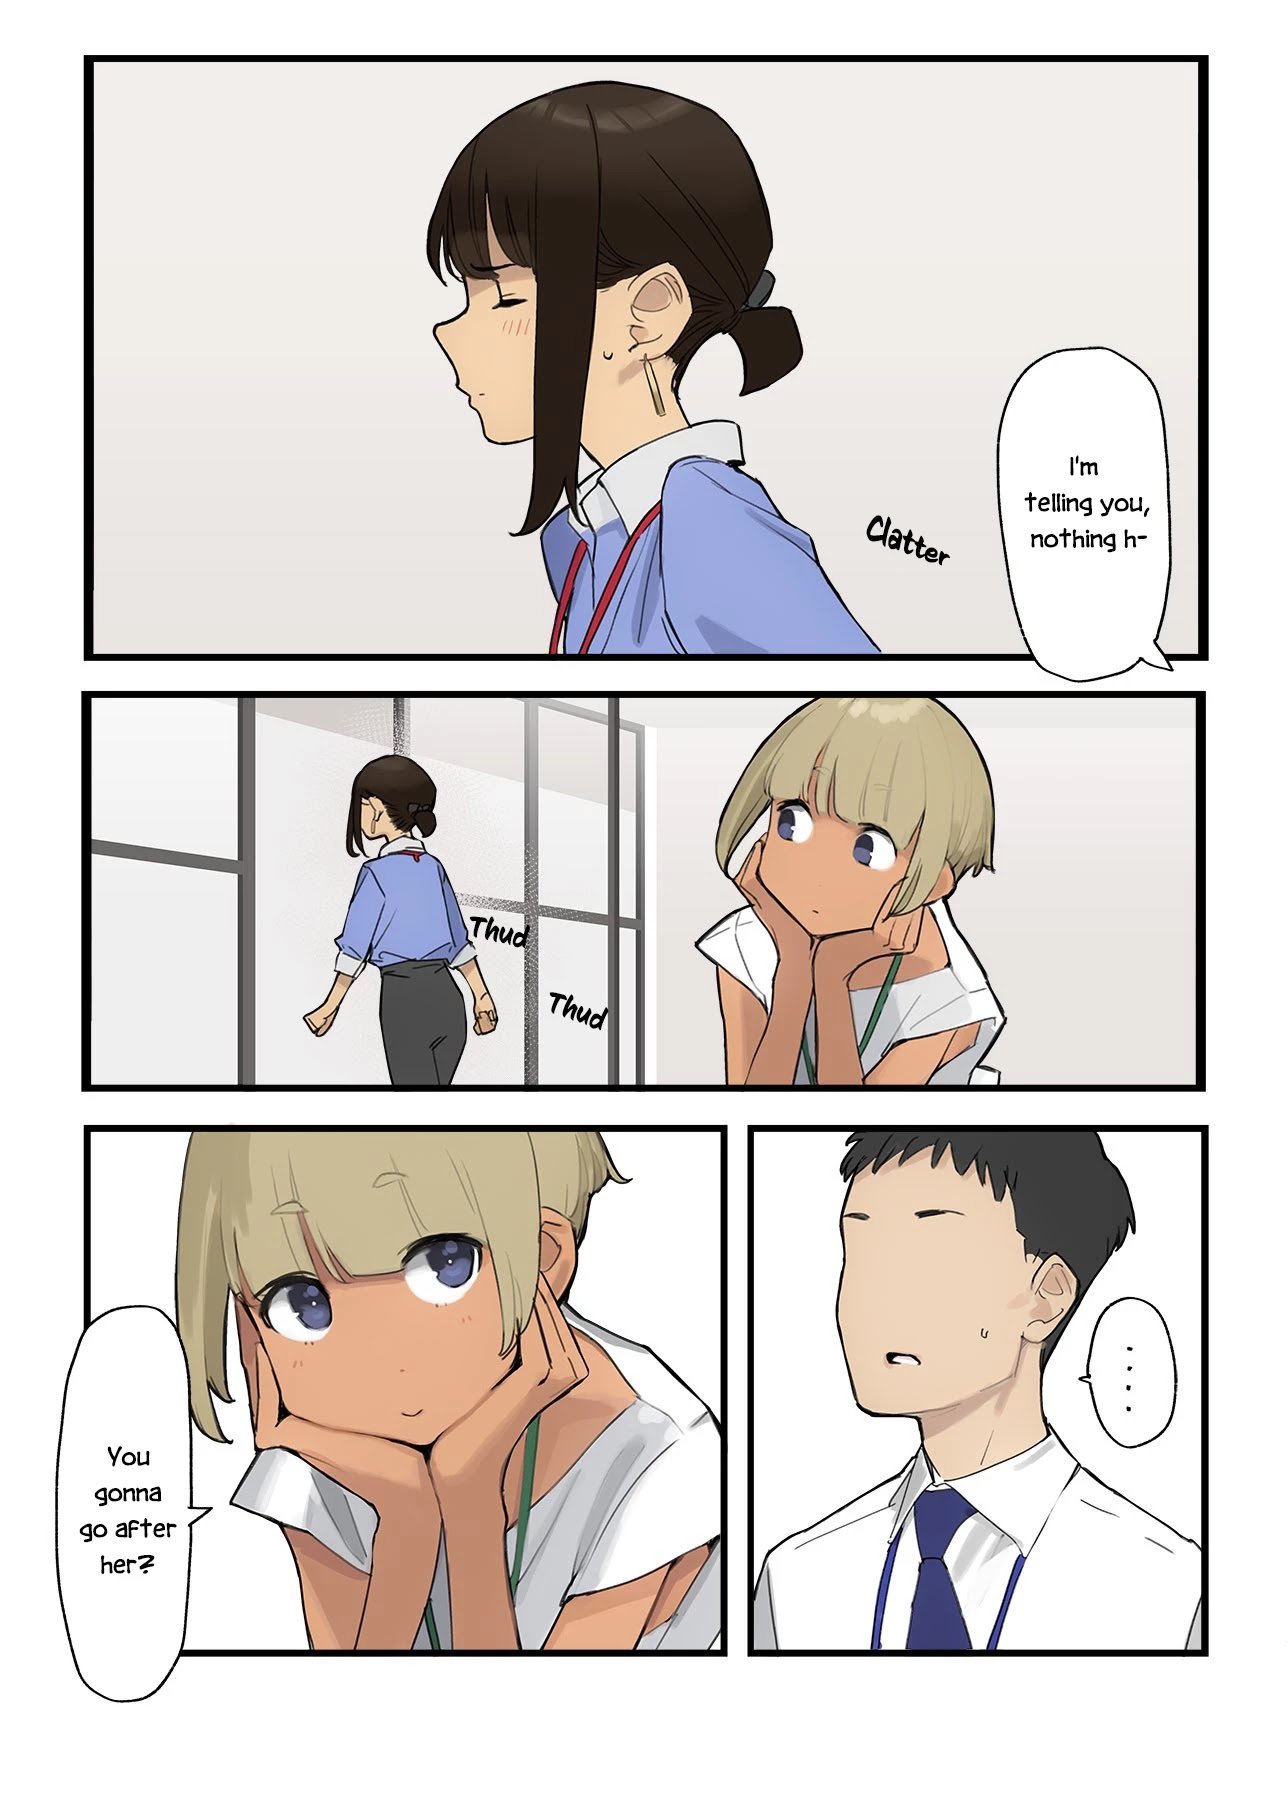 I'm
telling you,
nothing h-
Clatter
Thud
Thud
....
You
gonna
go after
her?